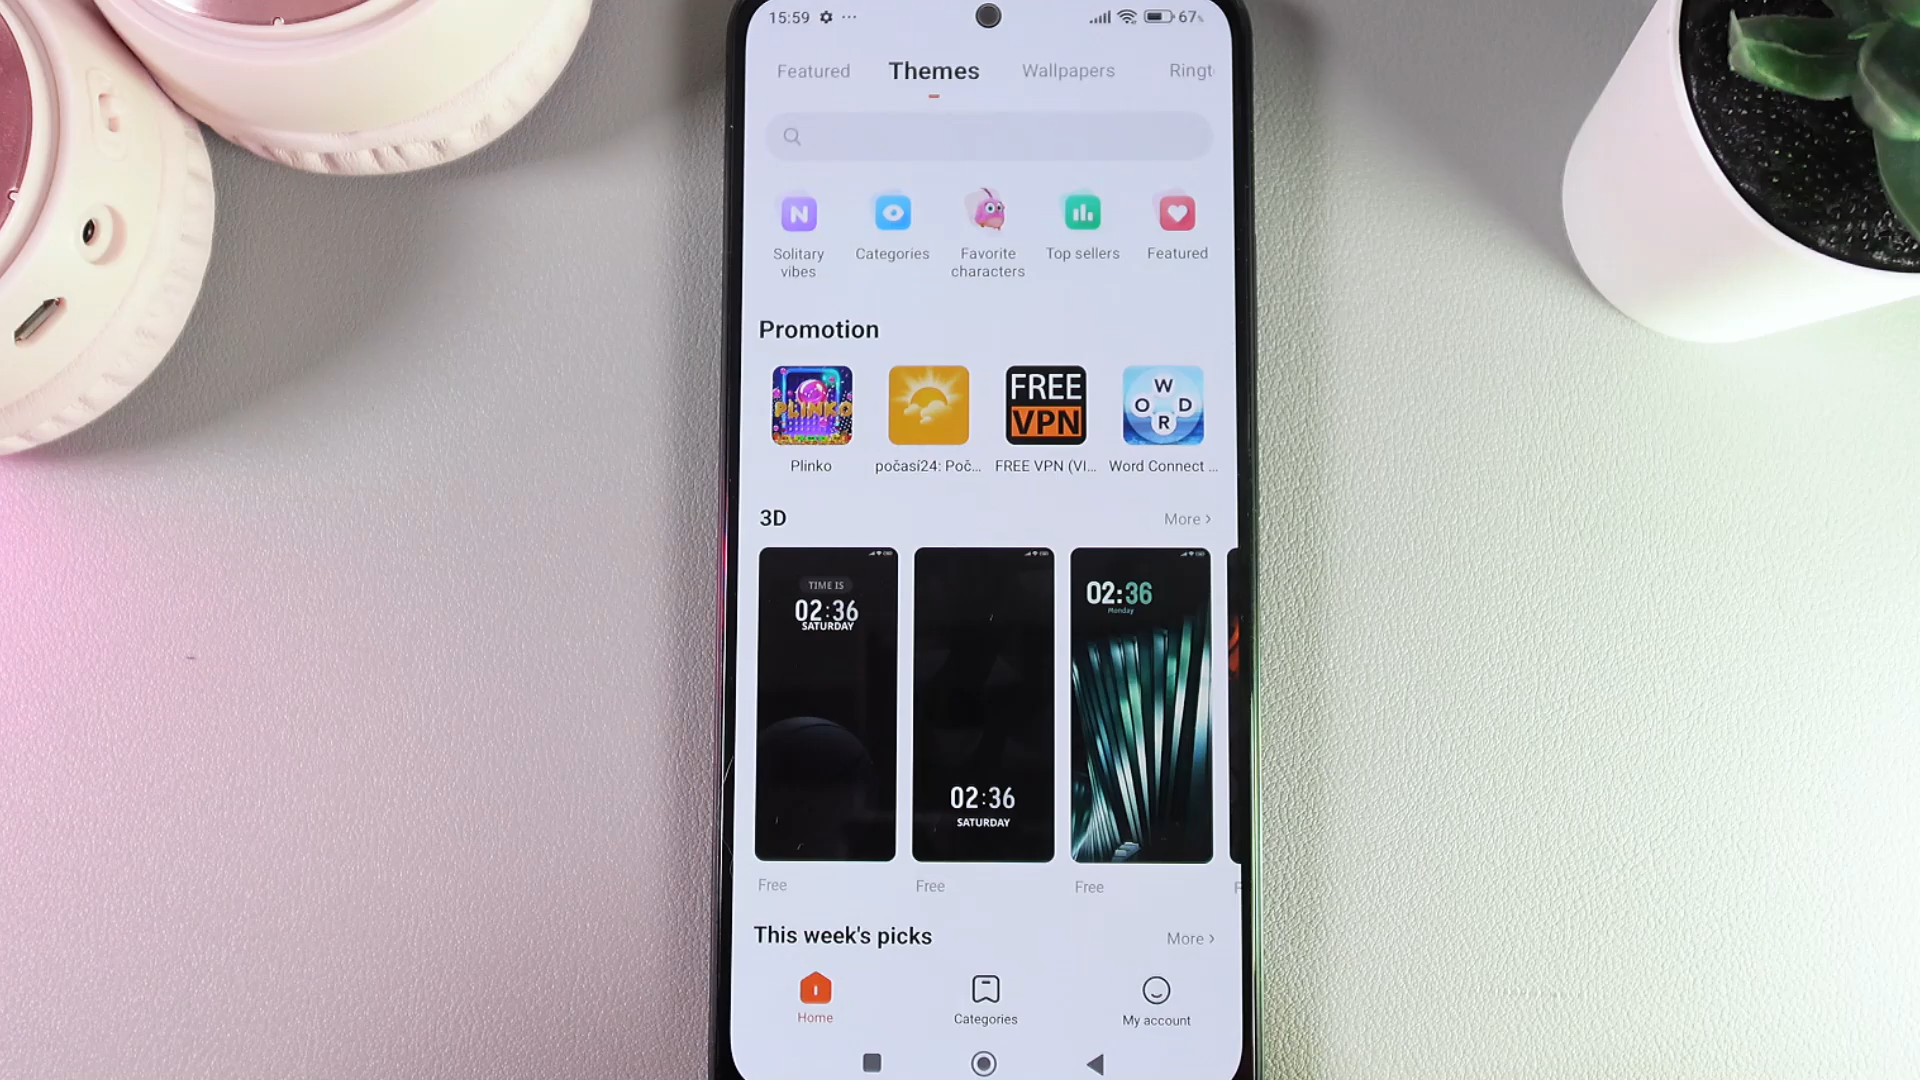 15:59
67%
Featured
Themes
Wallpapers
Ringt
N
Solitary
vibes
Categories
Favorite
characters
Top sellers
Featured
Promotion
PLINKO
FREE
VPN
W
O D
R
Plinko
počasí24: Poč...
FREE VPN (VI...
Word Connect ...
3D
More >
TIME IS
02:36
SATURDAY
02:36
SATURDAY
02:36
Monday
Free
Free
Free
F
This week's picks
More >
Home
Categories
My account